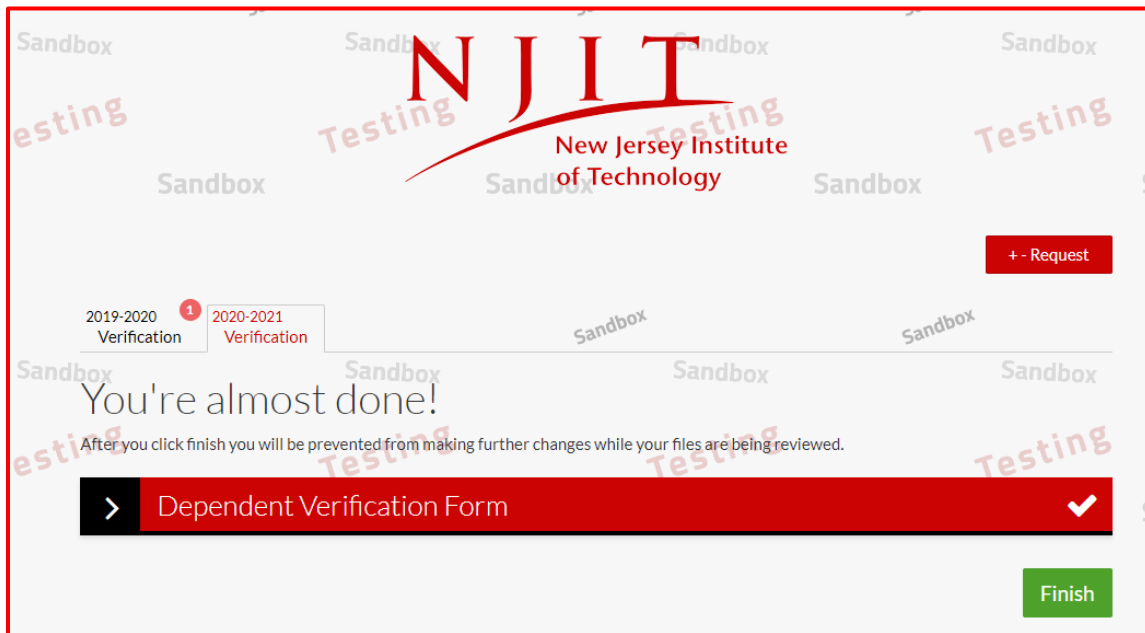 Sandbox Sandbox Sandbox Sandbox
NJIT
esting Testing Testing Testing
New Jersey Institute
of Technology
Sandbox Sandbox Sandbox
+ - Request
2019-2020 1 2020-2021
Verification Verification
Sandbox Sandbox
Sandbox Sandbox Sandbox Sandbox
You're almost done!
After you click finish you will be prevented from making further changes while your files are being reviewed.
esting Testing Testing Testing
Dependent Verification Form
Finish